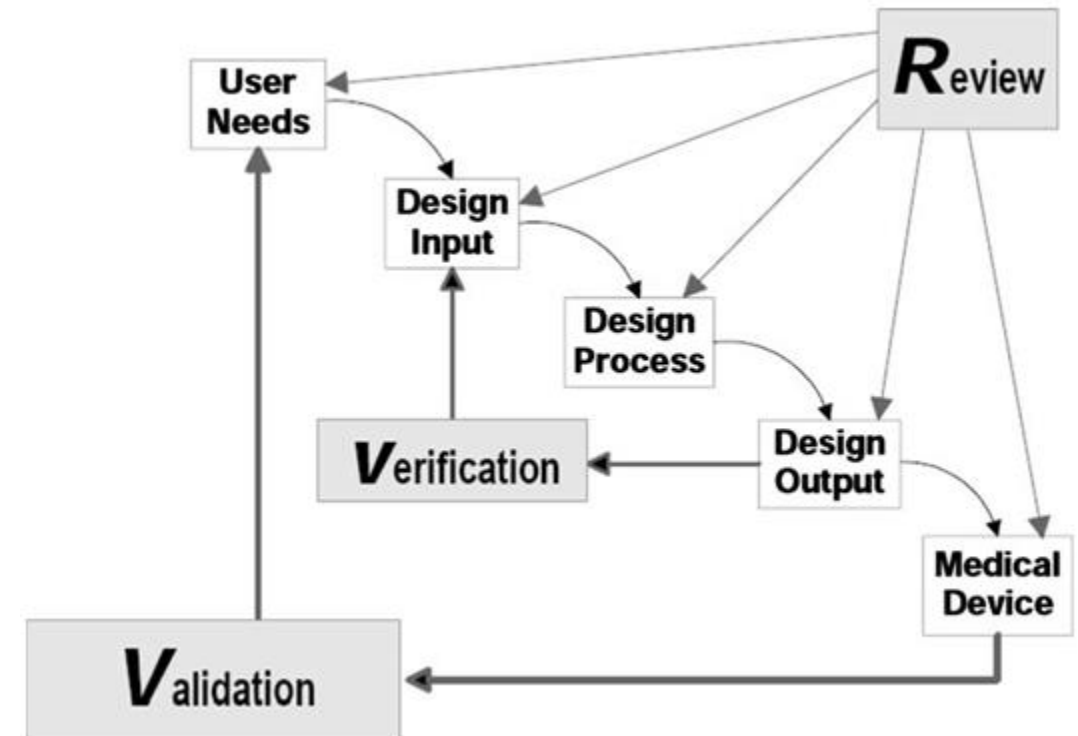 Review
User
Needs
Design
Input
Design
Process
Verification
Design
Output
Medical
Device
Validation